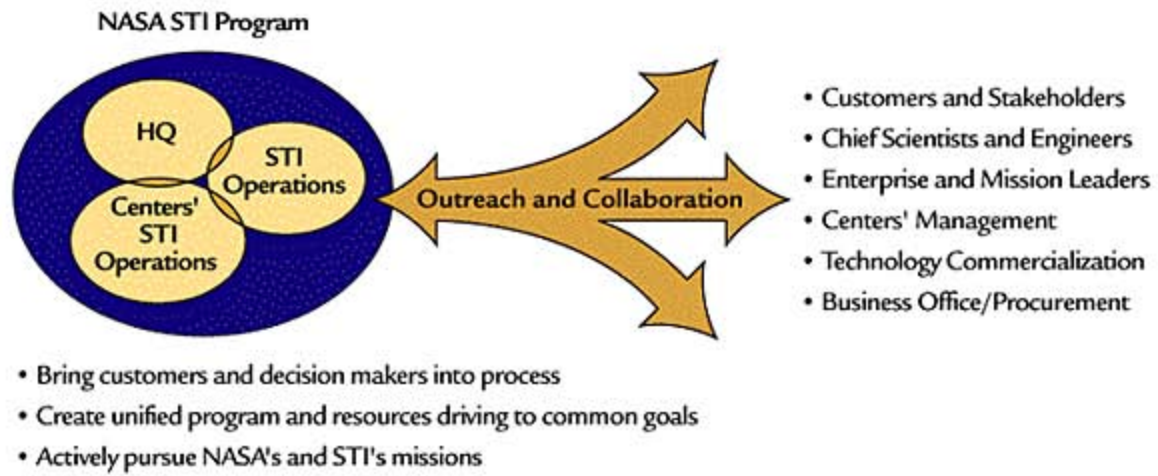 NASA STI Program
HQ
STI
Operations
Centers'
STI
Operations
Outreach and Collaboration
• Customers and Stakeholders
• Chief Scientists and Engineers
• Enterprise and Mission Leaders
• Centers' Management
• Technology Commercialization
• Business Office/Procurement
• Bring customers and decision makers into process
• Create unified program and resources driving to common goals
• Actively pursue NASA's and STI's missions